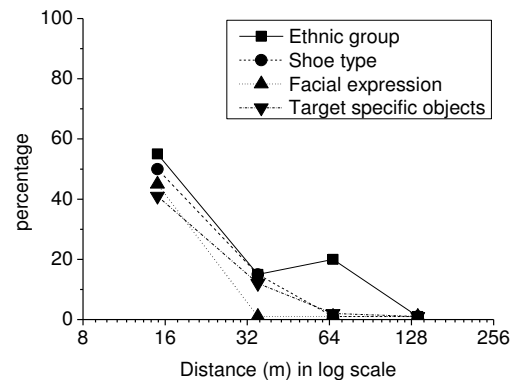 100
80
60
40
20
0
percentage
Ethnic group
Shoe type
Facial expression
Target specific objects
8 16 32 64 128 256
Distance (m) in log scale